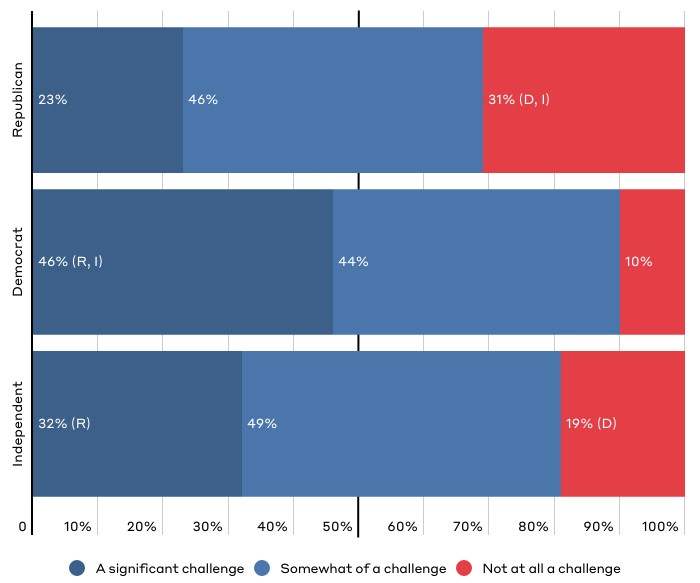 Republican
23%
46%
31% (D, I)
Democrat
46% (R, I)
44%
10%
Independent
32% (R)
49%
19% (D)
0 10% 20% 30% 40% 50% 60% 70% 80% 90% 100%
A significant challenge Somewhat of a challenge Not at all a challenge